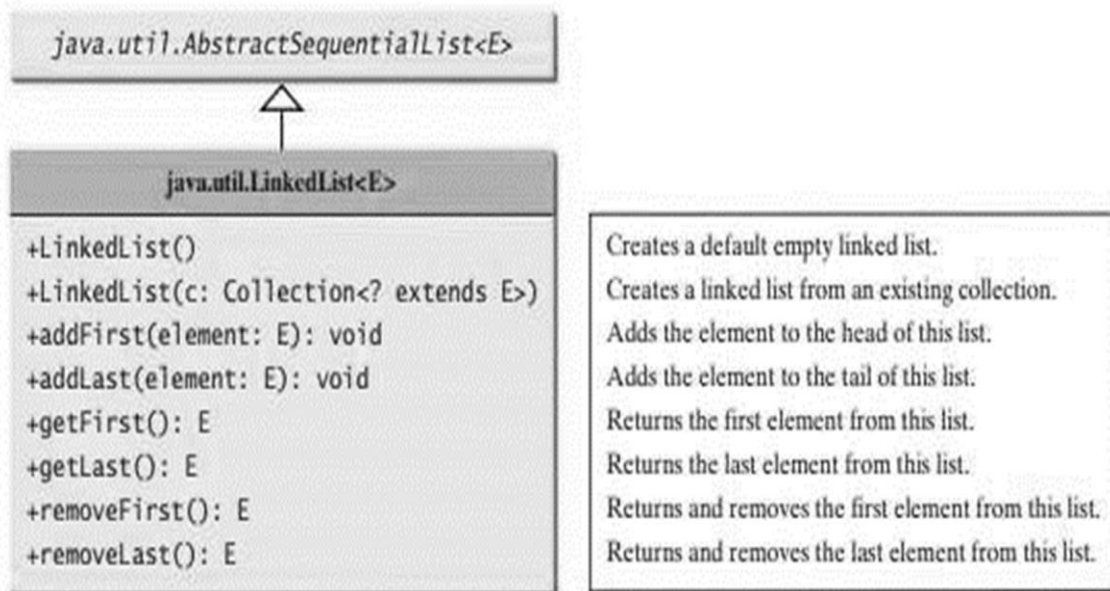 java.util.AbstractSequentialList<E>
java.util.LinkedList<E>
+LinkedList()
+LinkedList(c: Collection<? extends E>)
+addFirst(element: E): void
+addLast(element: E): void
+getFirst(): E
+getLast(): E
+removeFirst(): E
+removeLast(): E
Creates a default empty linked list.
Creates a linked list from an existing collection.
Adds the element to the head of this list.
Adds the element to the tail of this list.
Returns the first element from this list.
Returns the last element from this list.
Returns and removes the first element from this list.
Returns and removes the last element from this list.